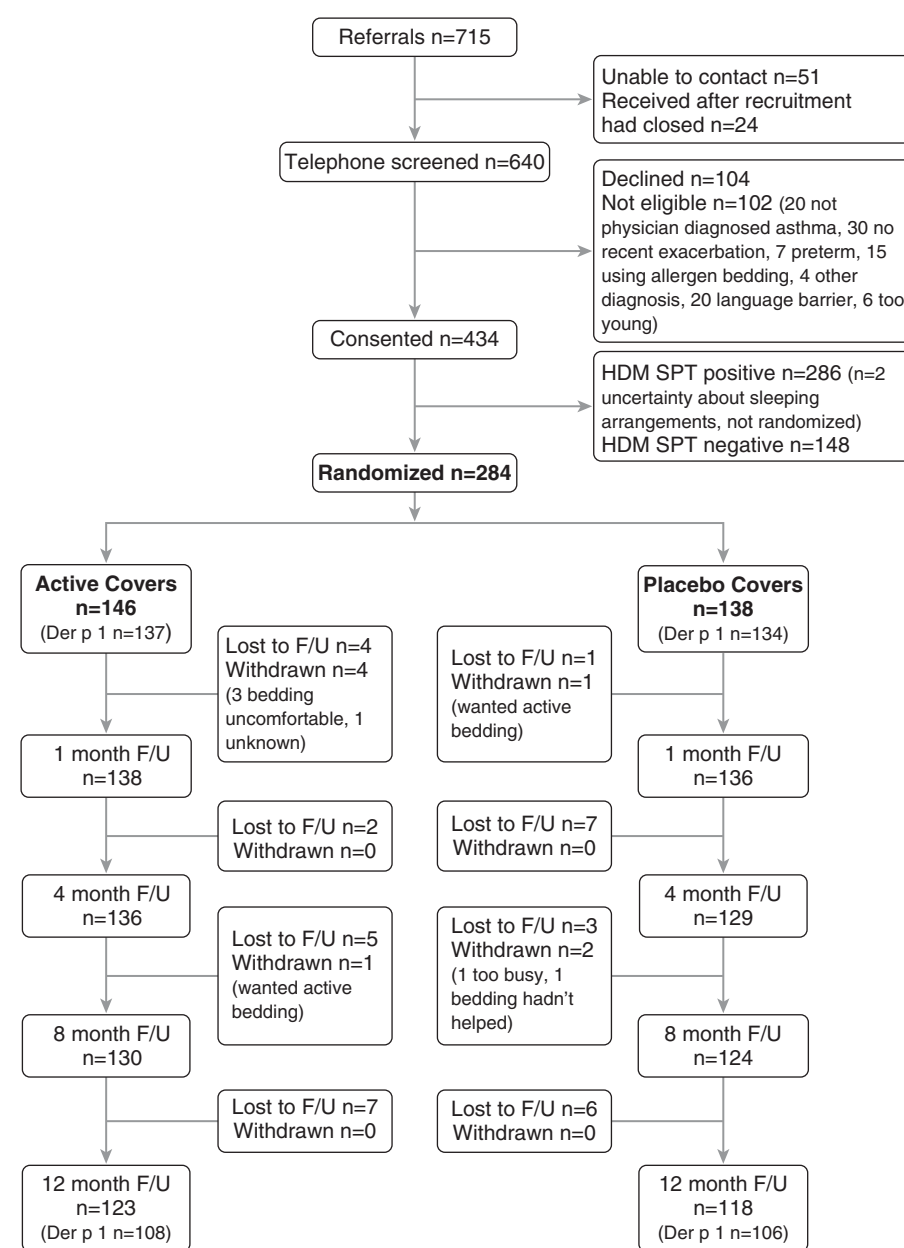 Referrals n=715
Unable to contact n=51
Received after recruitment
had closed n=24
Telephone screened n=640
Declined n=104
Not eligible n=102 (20 not
physician diagnosed asthma, 30 no
recent exacerbation, 7 preterm, 15
using allergen bedding, 4 other
diagnosis, 20 language barrier, 6 too
young)
Consented n=434
HDM SPT positive n=286 (n=2
uncertainty about sleeping
arrangements, not randomized)
HDM SPT negative n=148
Randomized n=284
Active Covers
n=146
(Der p 1 n=137)
Placebo Covers
n=138
(Der p 1 n=134)
Lost to F/U n=4
Withdrawn n=4
(3 bedding
uncomfortable, 1
unknown)
Lost to F/U n=1
Withdrawn n=1
(wanted active
bedding)
1 month F/U
n=138
1 month F/U
n=136
Lost to F/U n=2
Withdrawn n=0
Lost to F/U n=7
Withdrawn n=0
4 month F/U
n=136
4 month F/U
n=129
Lost to F/U n=5
Withdrawn n=1
(wanted active
bedding)
Lost to F/U n=3
Withdrawn n=2
(1 too busy, 1
bedding hadn't
helped)
8 month F/U
n=130
8 month F/U
n=124
Lost to F/U n=7
Withdrawn n=0
Lost to F/U n=6
Withdrawn n=0
12 month F/U
n=123
(Der p 1 n=108)
12 month F/U
n=118
(Der p 1 n=106)